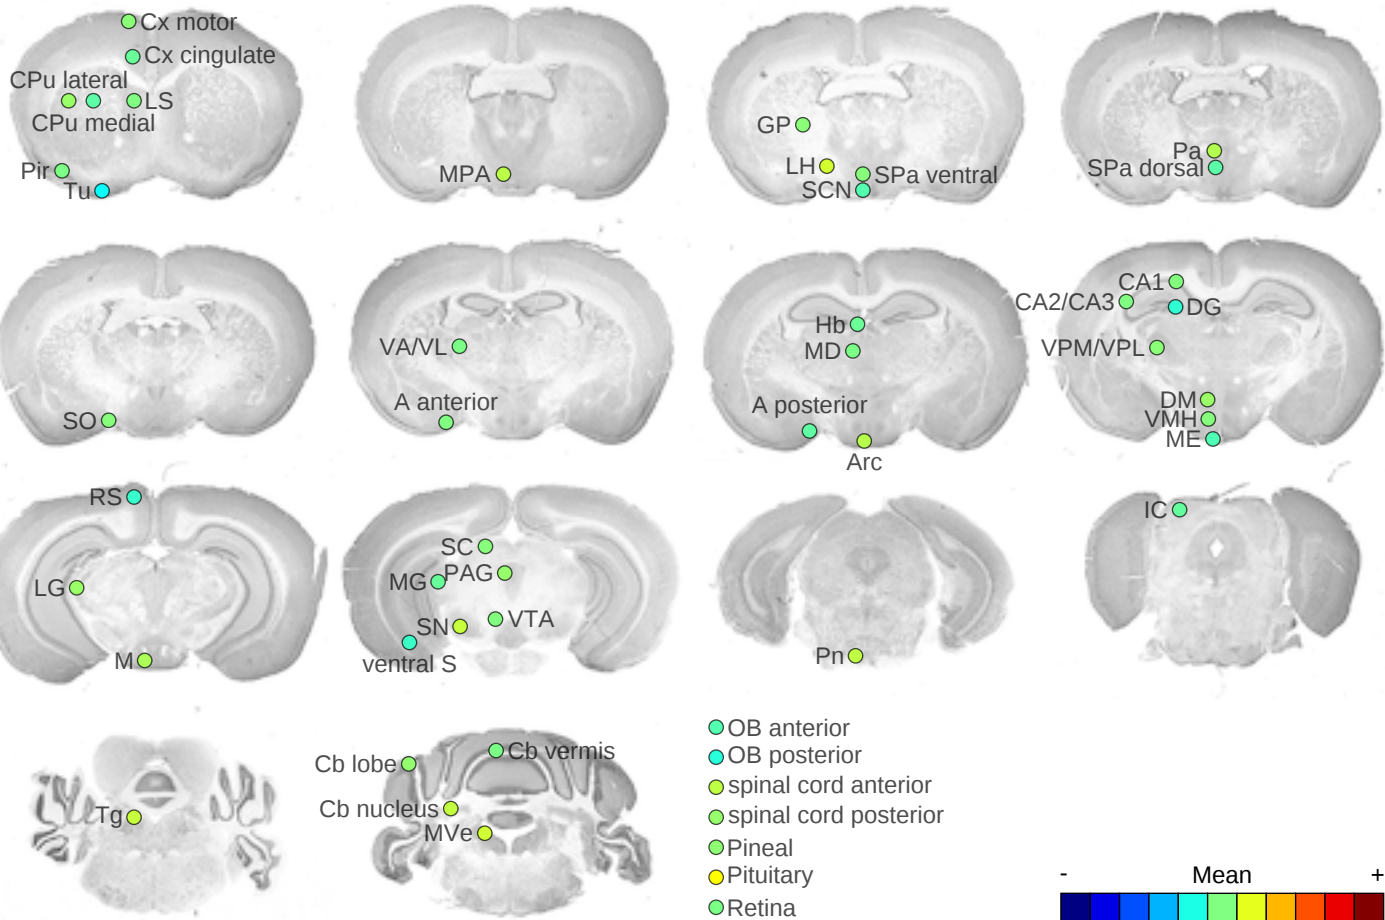 Cx motor
Cx cingulate
CPu lateral
LS
CPu medial
Pir
Tu
MPA
GP
LH
SPa ventral
SCN
Pa
SPa dorsal
SO
VA/VL
A anterior
Hb
MD
A posterior
Arc
CA1
CA2/CA3
DG
VPM/VPL
DM
VMH
ME
RS
LG
M
SC
MG
PAG
SN
VTA
ventral S
Pn
IC
Tg
Cb lobe
Cb vermis
Cb nucleus
MVe
OB anterior
OB posterior
spinal cord anterior
spinal cord posterior
Pineal
Pituitary
Retina
- Mean +